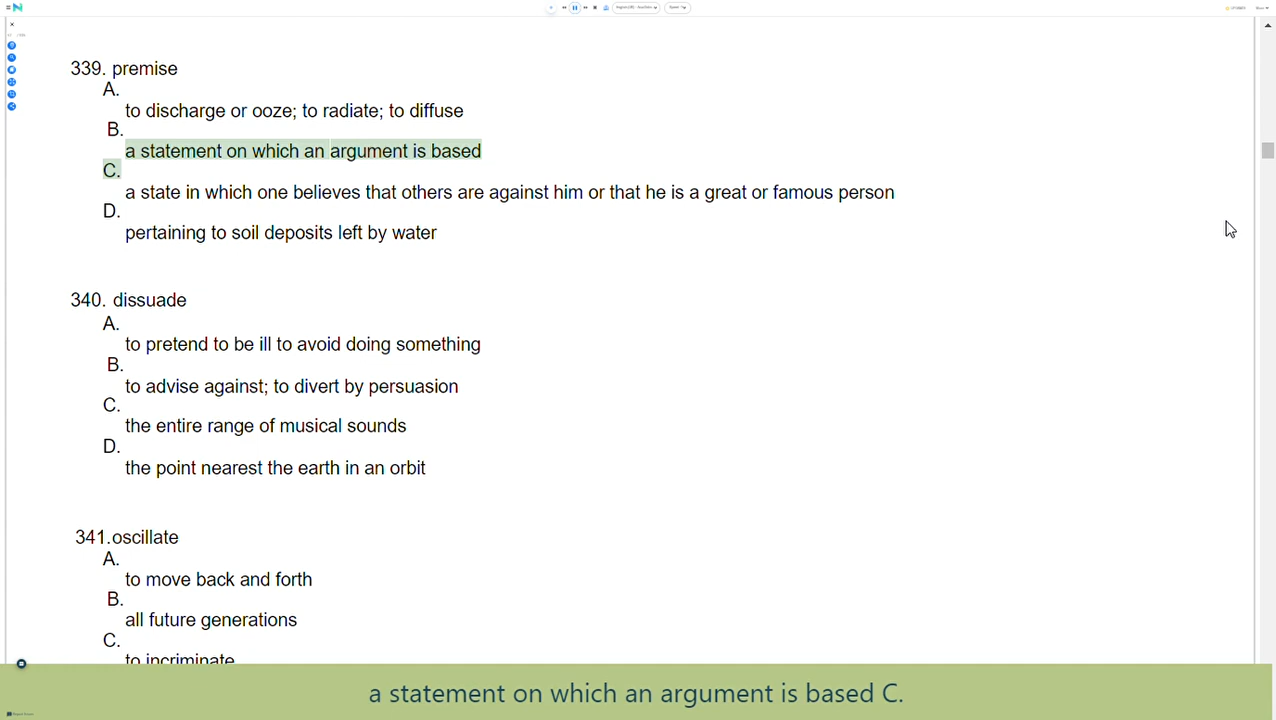 339. premise
A.
to discharge or ooze; to radiate; to diffuse
B.
a statement on which an argument is based
C.
a state in which one believes that others are against him or that he is a great or famous person
D.
pertaining to soil deposits left by water
340. dissuade
A.
to pretend to be ill to avoid doing something
B.
to advise against; to divert by persuasion
C.
the entire range of musical sounds
D.
the point nearest the earth in an orbit
341.oscillate
A.
to move back and forth
B.
all future generations
C.
to incriminate
a statement on which an argument is based C.